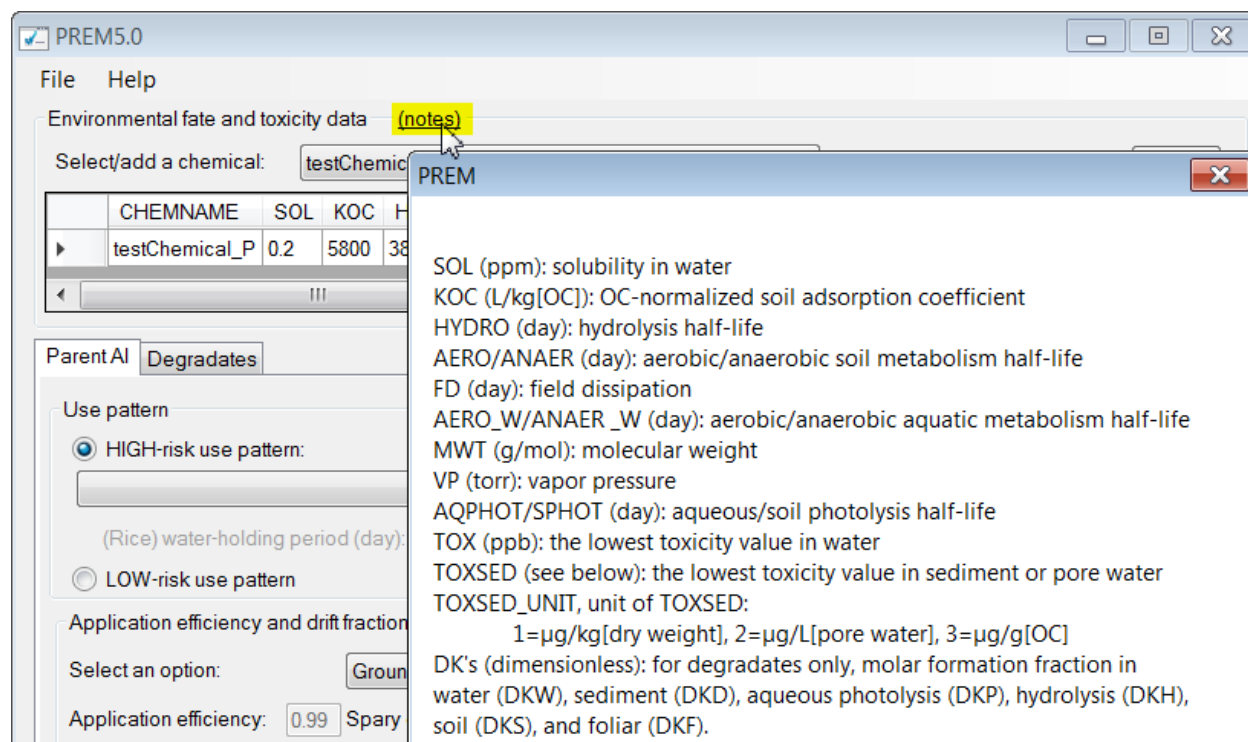 PREM5.0
File Help
Environmental fate and toxicity data (notes)
Select/add a chemical: testChemic
PREM
CHEMNAME SOL KOC H
testChemical_P 0.2 5800 38
SOL (ppm): solubility in water
KOC (L/kg[OC]): OC-normalized soil adsorption coefficient
HYDRO (day): hydrolysis half-life
AERO/ANAER (day): aerobic/anaerobic soil metabolism half-life
FD (day): field dissipation
AERO_W/ANAER _W (day): aerobic/anaerobic aquatic metabolism half-life
MWT (g/mol): molecular weight
VP (torr): vapor pressure
AQPHOT/SPHOT (day): aqueous/soil photolysis half-life
TOX (ppb): the lowest toxicity value in water
TOXSED (see below): the lowest toxicity value in sediment or pore water
TOXSED_UNIT, unit of TOXSED:
1=µg/kg[dry weight], 2=µg/L[pore water], 3=µg/g[OC]
DK's (dimensionless): for degradates only, molar formation fraction in
water (DKW), sediment (DKD), aqueous photolysis (DKP), hydrolysis (DKH),
soil (DKS), and foliar (DKF).
Parent AI Degradates
Use pattern
HIGH-risk use pattern:
(Rice) water-holding period (day):
LOW-risk use pattern
Application efficiency and drift fraction
Select an option: Groun
Application efficiency: 0.99 Spary